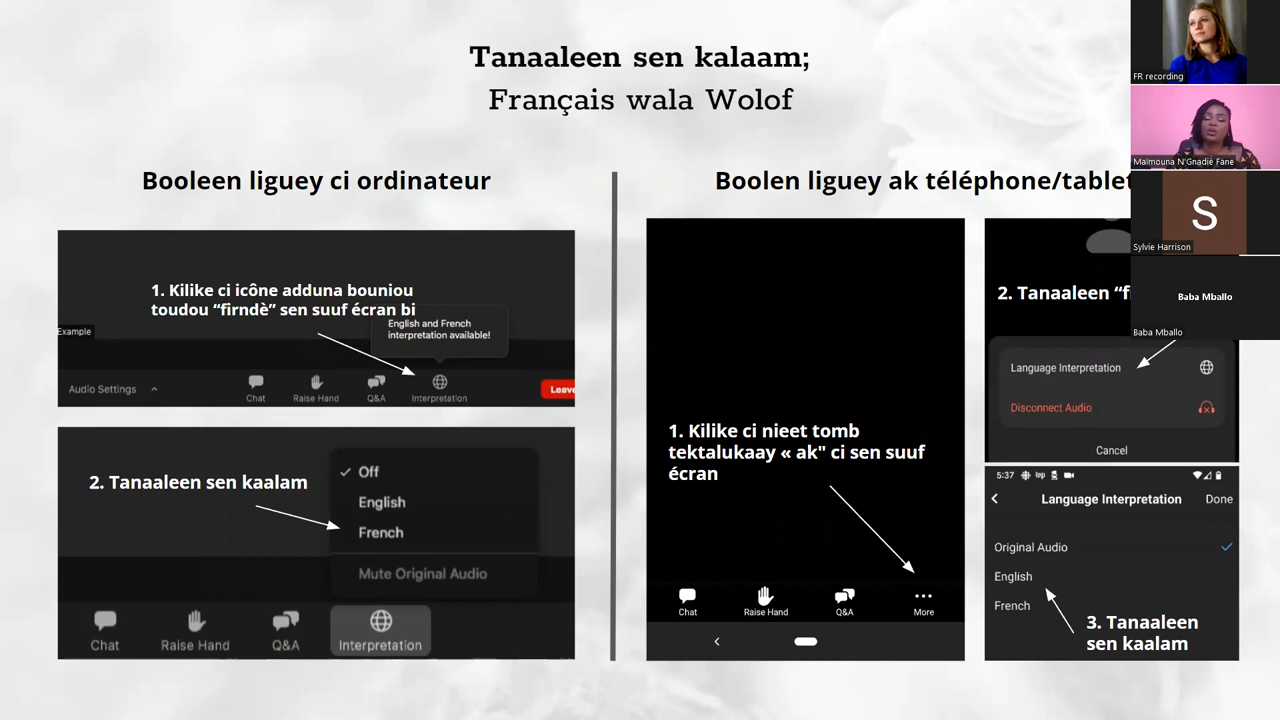 Tanaaleen sen kalaam;
Français wala Wolof
Booleen liguey ci ordinateur
1. Kilike ci icône adduna bouniou
toudou “firndè” sen suuf écran bi
English and French
interpretation available!
Example
Audio Settings
Chat
Raise Hand
Q&A
Interpretation
Leave
2. Tanaaleen sen kaalam
Off
English
French
Mute Original Audio
Chat
Raise Hand
Q&A
Interpretation
Boolen liguey ak téléphone/tablet
1. Kilike ci nieet tomb
tektalukaay « ak" ci sen suuf
écran
Chat
Raise Hand
Q&A
More
2. Tanaaleen “fi
Language Interpretation
Disconnect Audio
Cancel
5:37
Language Interpretation
Done
Original Audio
English
French
3. Tanaaleen
sen kaalam
FR recording
Maïmouna N'Gnadié Fane
S
Sylvie Harrison
Baba Mballo
Baba Mballo